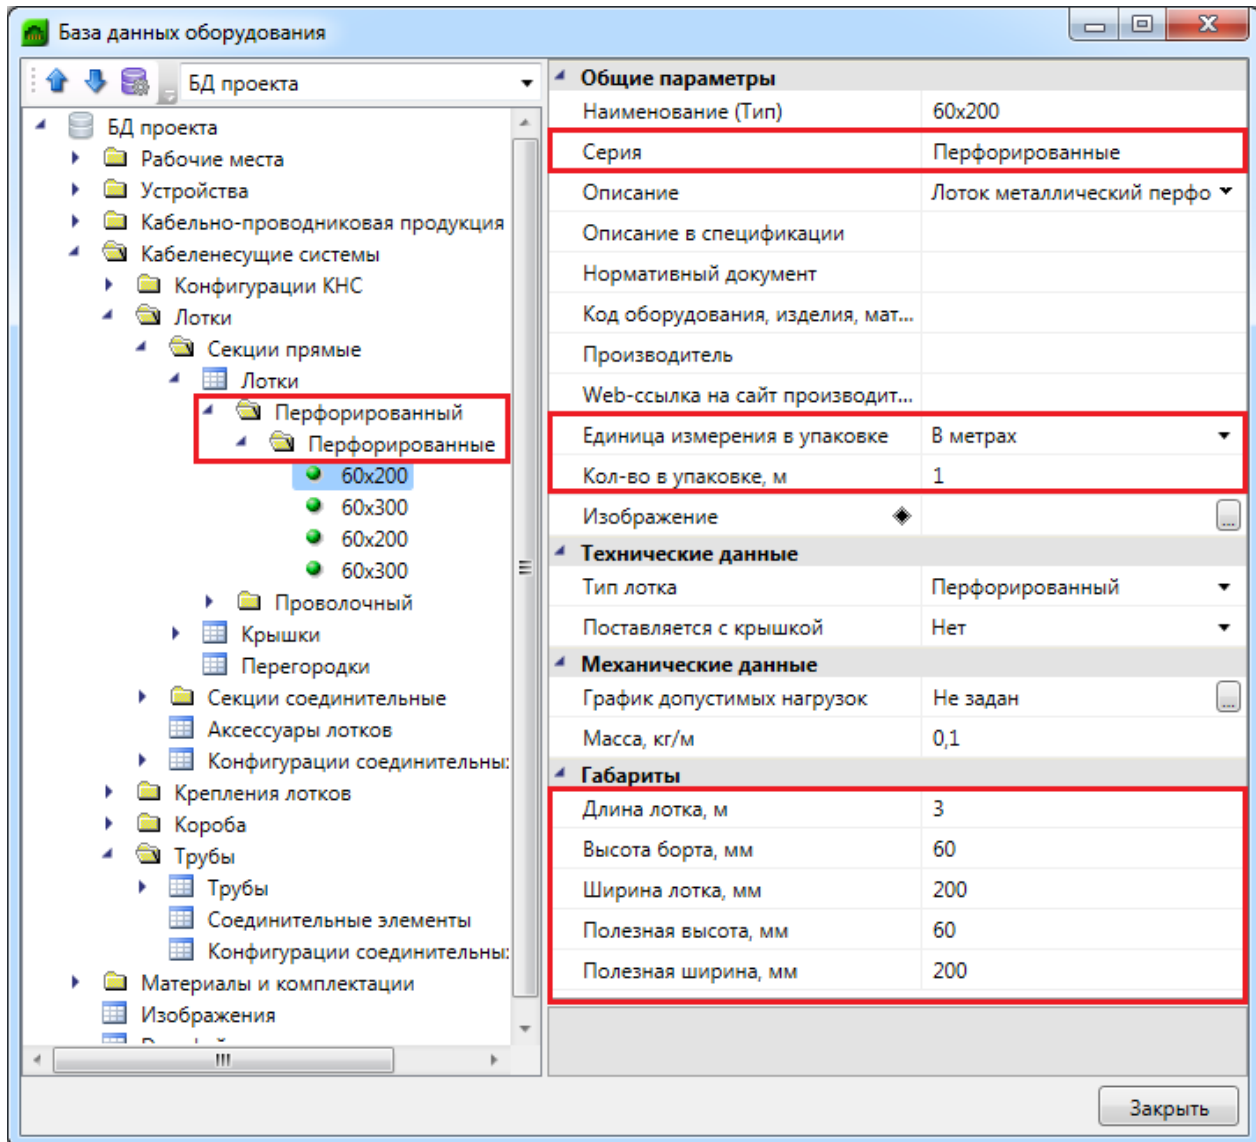 База данных оборудования
БД проекта
БД проекта
Рабочие места
Устройства
Кабельно-проводниковая продукция
Кабеленесущие системы
Конфигурации КНС
Лотки
Секции прямые
Лотки
Перфорированный
Перфорированные
60x200
60x300
60x200
60x300
Проволочный
Крышки
Перегородки
Секции соединительные
Аксессуары лотков
Конфигурации соединительны
Крепления лотков
Короба
Трубы
Трубы
Соединительные элементы
Конфигурации соединительны
Материалы и комплектации
Изображения
Общие параметры
Наименование (Тип) 60x200
Серия Перфорированные
Описание Лоток металлический перфо
Описание в спецификации
Нормативный документ
Код оборудования, изделия, мат...
Производитель
Web-ссылка на сайт производит...
Единица измерения в упаковке В метрах
Кол-во в упаковке, м 1
Изображение ...
Технические данные
Тип лотка Перфорированный
Поставляется с крышкой Нет
Механические данные
График допустимых нагрузок Не задан ...
Масса, кг/м 0,1
Габариты
Длина лотка, м 3
Высота борта, мм 60
Ширина лотка, мм 200
Полезная высота, мм 60
Полезная ширина, мм 200
Закрыть